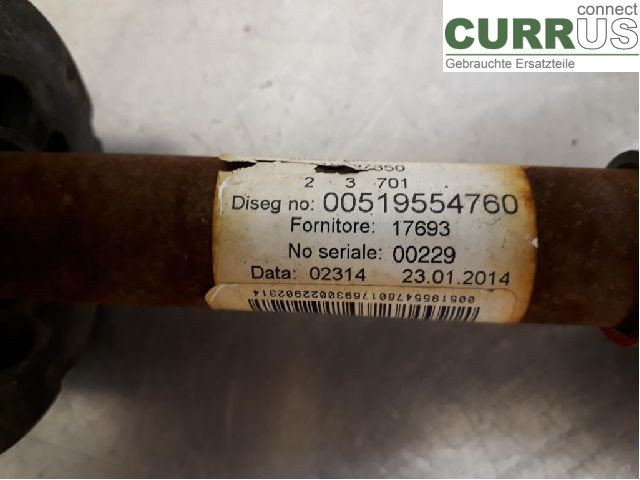 connect
CURRUS
Gebrauchte Ersatzteile
2 3 701
Diseg no: 00519554760
Fornitore: 17693
No seriale: 00229
Data: 02314 23.01.2014
00519554760176930022902314